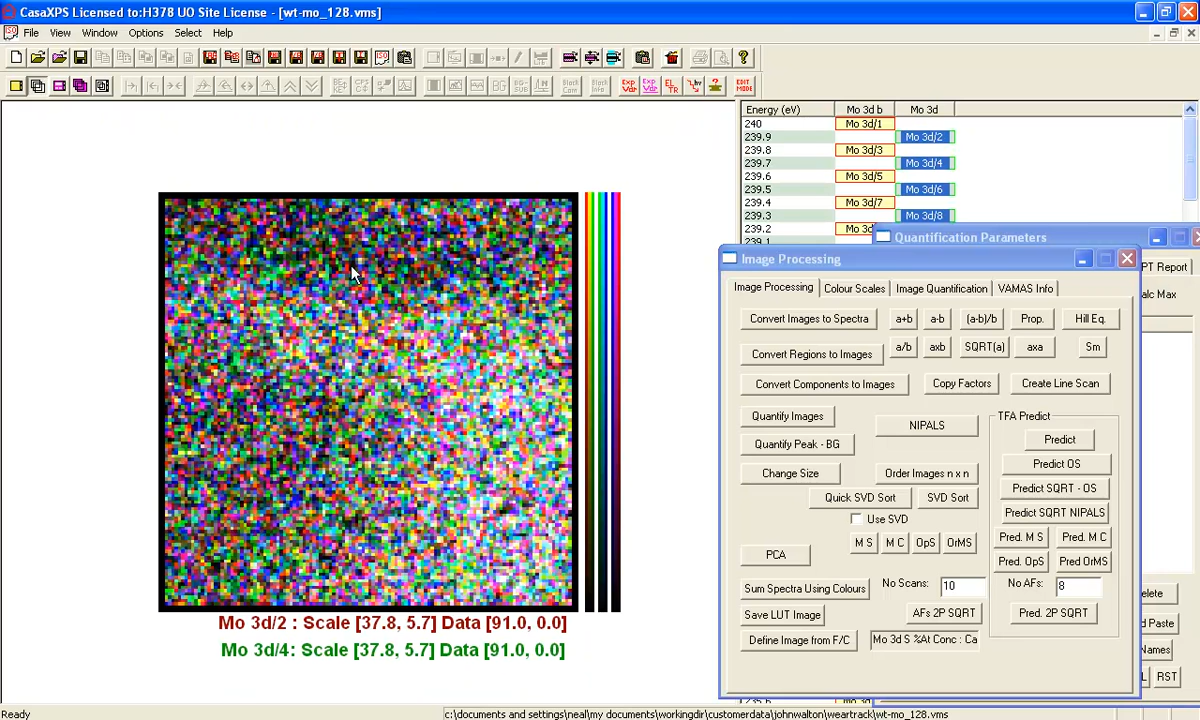 CasaXPS Licensed to:H378 UO Site License - [wt-mo_128.vms]
File View Window Options Select Help
Energy (eV) Mo 3d b Mo 3d
240 Mo 3d/1
239.9 Mo 3d/2
239.8 Mo 3d/3
239.7 Mo 3d/4
239.6 Mo 3d/5
239.5 Mo 3d/6
239.4 Mo 3d/7
239.3 Mo 3d/8
239.2 Mo 3d
239.1
Quantification Parameters
PT Report
alc Max
Image Processing
Image Processing Colour Scales Image Quantification VAMAS Info
Convert Images to Spectra a+b a-b (a-b)/b Prop. Hill Eq.
Convert Regions to Images a/b axb SQRT(a) axa Sm
Convert Components to Images Copy Factors Create Line Scan
Quantify Images NIPALS TFA Predict
Quantify Peak - BG Predict
Change Size Order Images n x n Predict OS
Quick SVD Sort SVD Sort Predict SQRT - OS
Use SVD Predict SQRT NIPALS
M S M C OpS OrMS Pred. M S Pred. M C
PCA Pred. OpS Pred OrMS
Sum Spectra Using Colours No Scans: 10 No AFs: 8
Save LUT Image AFs 2P SQRT Pred. 2P SQRT
Define Image from F/C Mo 3d S %At Conc : Ca
elete
d Paste
Names
L RST
Mo 3d/2 : Scale [37.8, 5.7] Data [91.0, 0.0]
Mo 3d/4: Scale [37.8, 5.7] Data [91.0, 0.0]
Ready c:\documents and settings\neal\my documents\workingdir\customerdata\johnwalton\weartrack\wt-mo_128.vms